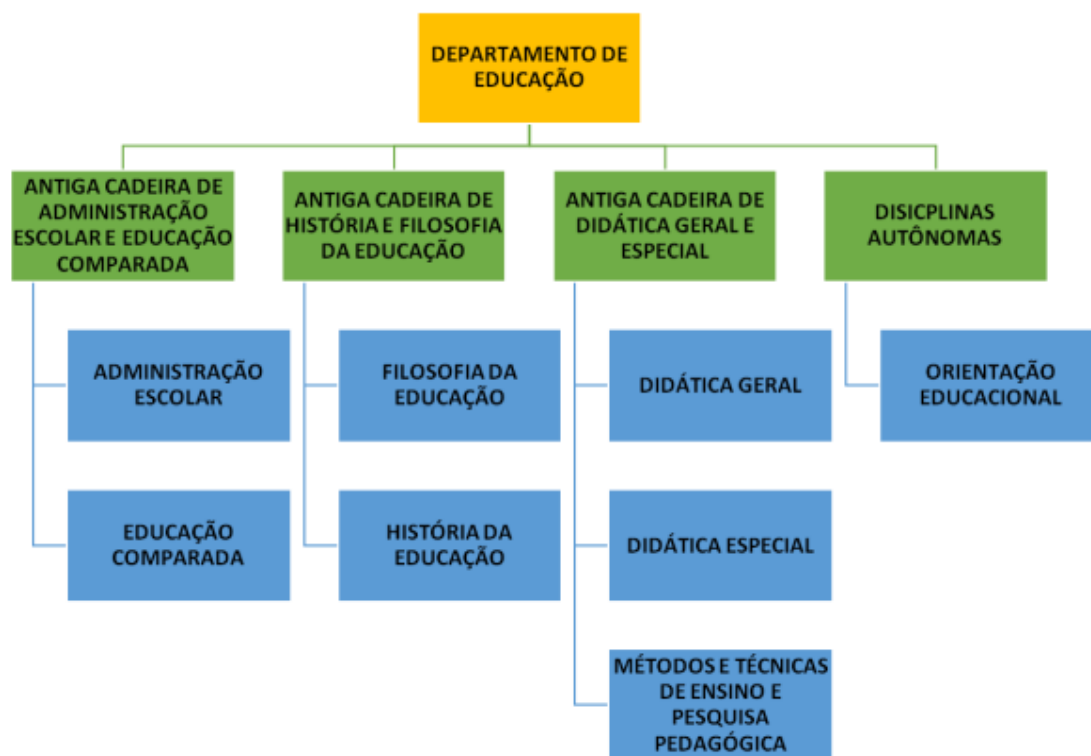 DEPARTAMENTO DE
EDUCAÇÃO
ANTIGA CADEIRA DE
ADMINISTRAÇÃO
ESCOLAR E EDUCAÇÃO
COMPARADA
ADMINISTRAÇÃO
ESCOLAR
EDUCAÇÃO
COMPARADA
ANTIGA CADEIRA DE
HISTÓRIA E FILOSOFIA
DA EDUCAÇÃO
FILOSOFIA DA
EDUCAÇÃO
HISTÓRIA DA
EDUCAÇÃO
ANTIGA CADEIRA DE
DIDÁTICA GERAL E
ESPECIAL
DIDÁTICA GERAL
DIDÁTICA ESPECIAL
MÉTODOS E TÉCNICAS
DE ENSINO E
PESQUISA
PEDAGÓGICA
DISICPLINAS
AUTÔNOMAS
ORIENTAÇÃO
EDUCACIONAL